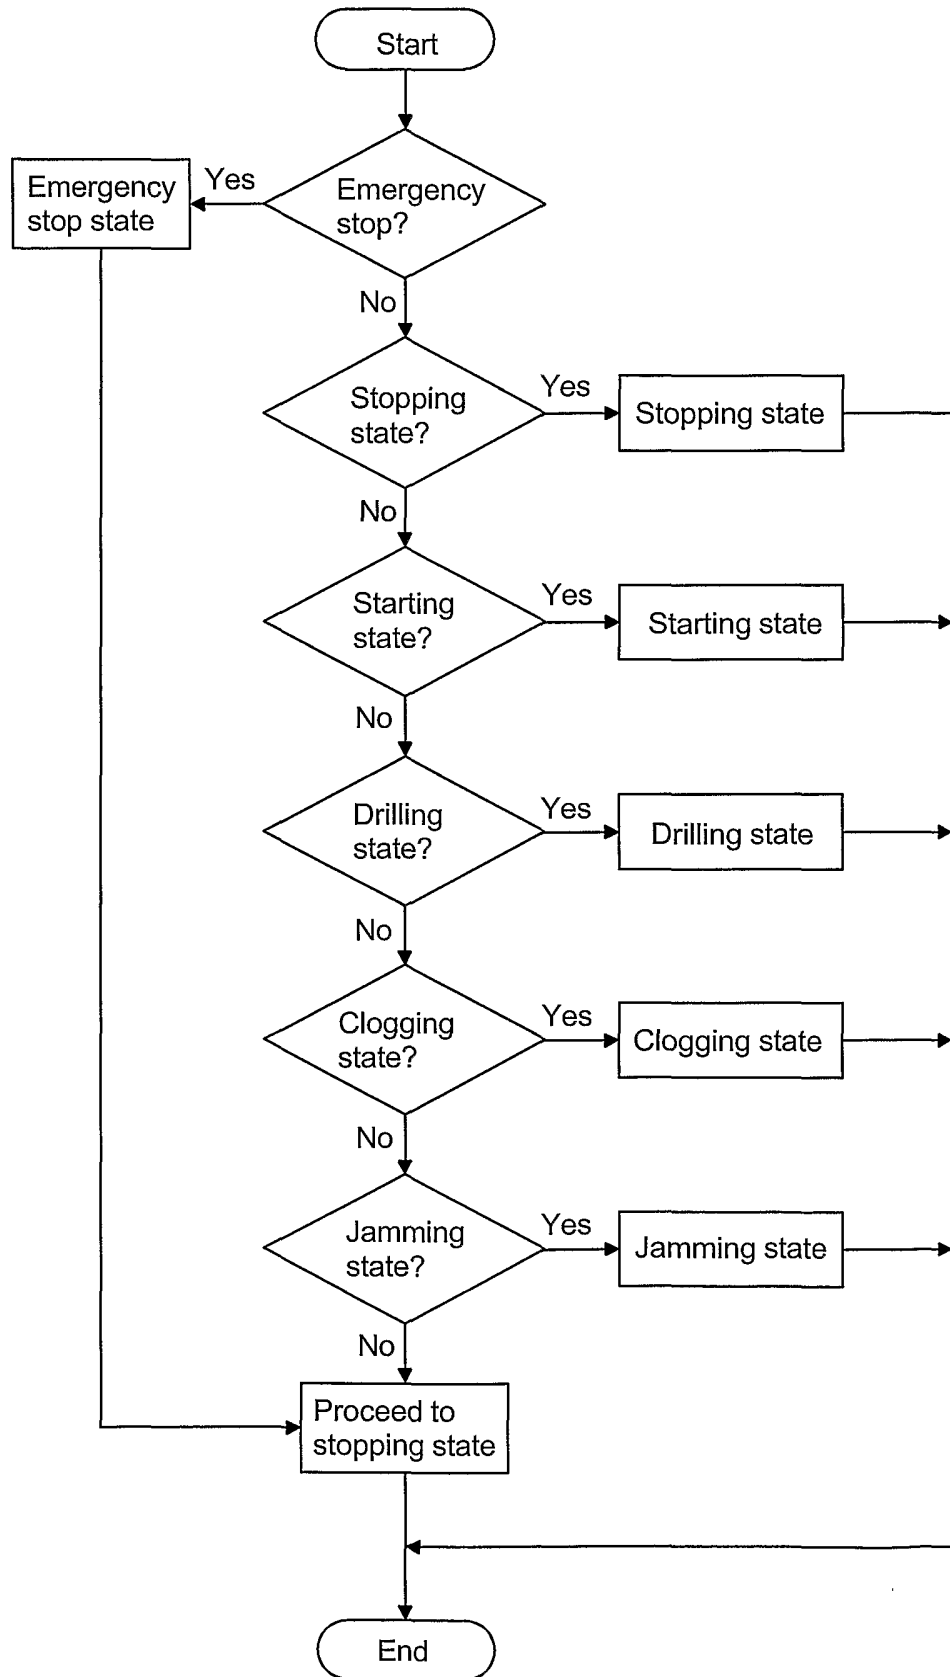 Start
Emergency
stop?
Yes
Emergency
stop state
No
Stopping
state?
Yes
Stopping state
No
Starting
state?
Yes
Starting state
No
Drilling
state?
Yes
Drilling state
No
Clogging
state?
Yes
Clogging state
No
Jamming
state?
Yes
Jamming state
No
Proceed to
stopping state
End